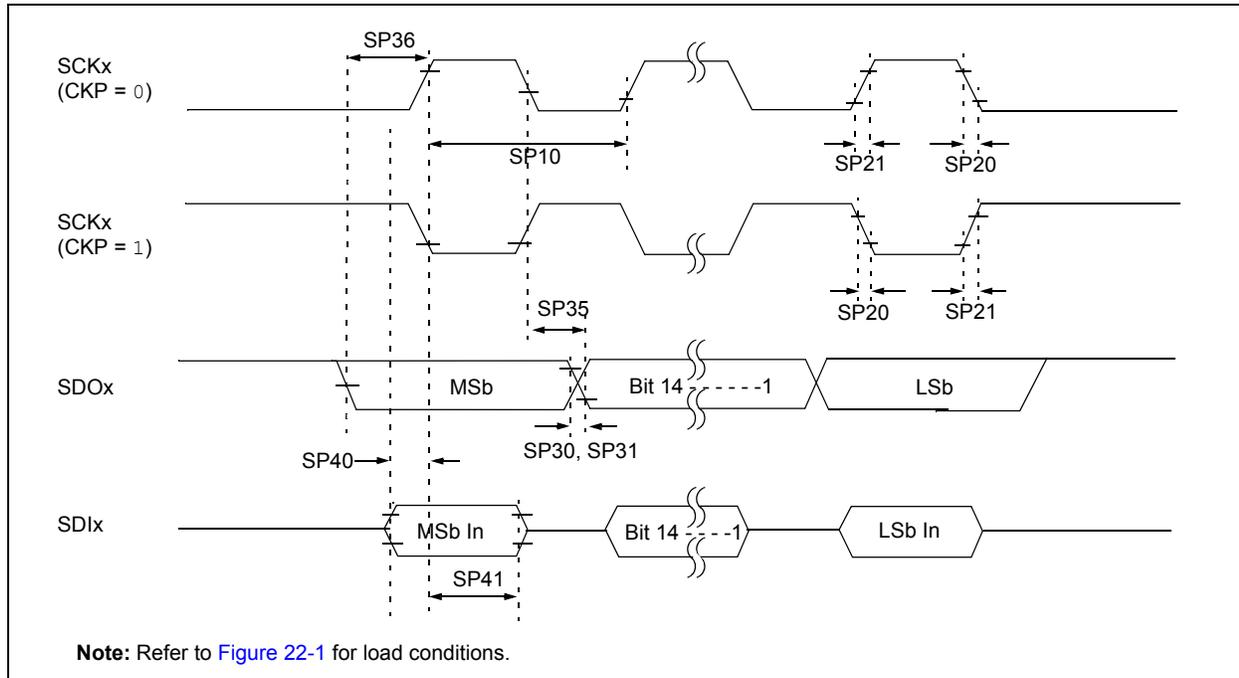 SP36
SCKx
(CKP = 0)
SP10
SP21
SP20
SCKx
(CKP = 1)
SP35
SP20
SP21
SDOx
MSb
Bit 14 - - - - - -1
LSb
SP30, SP31
SP40
SDIx
MSb In
Bit 14 - - - - -1
LSb In
SP41
Note: Refer to Figure 22-1 for load conditions.